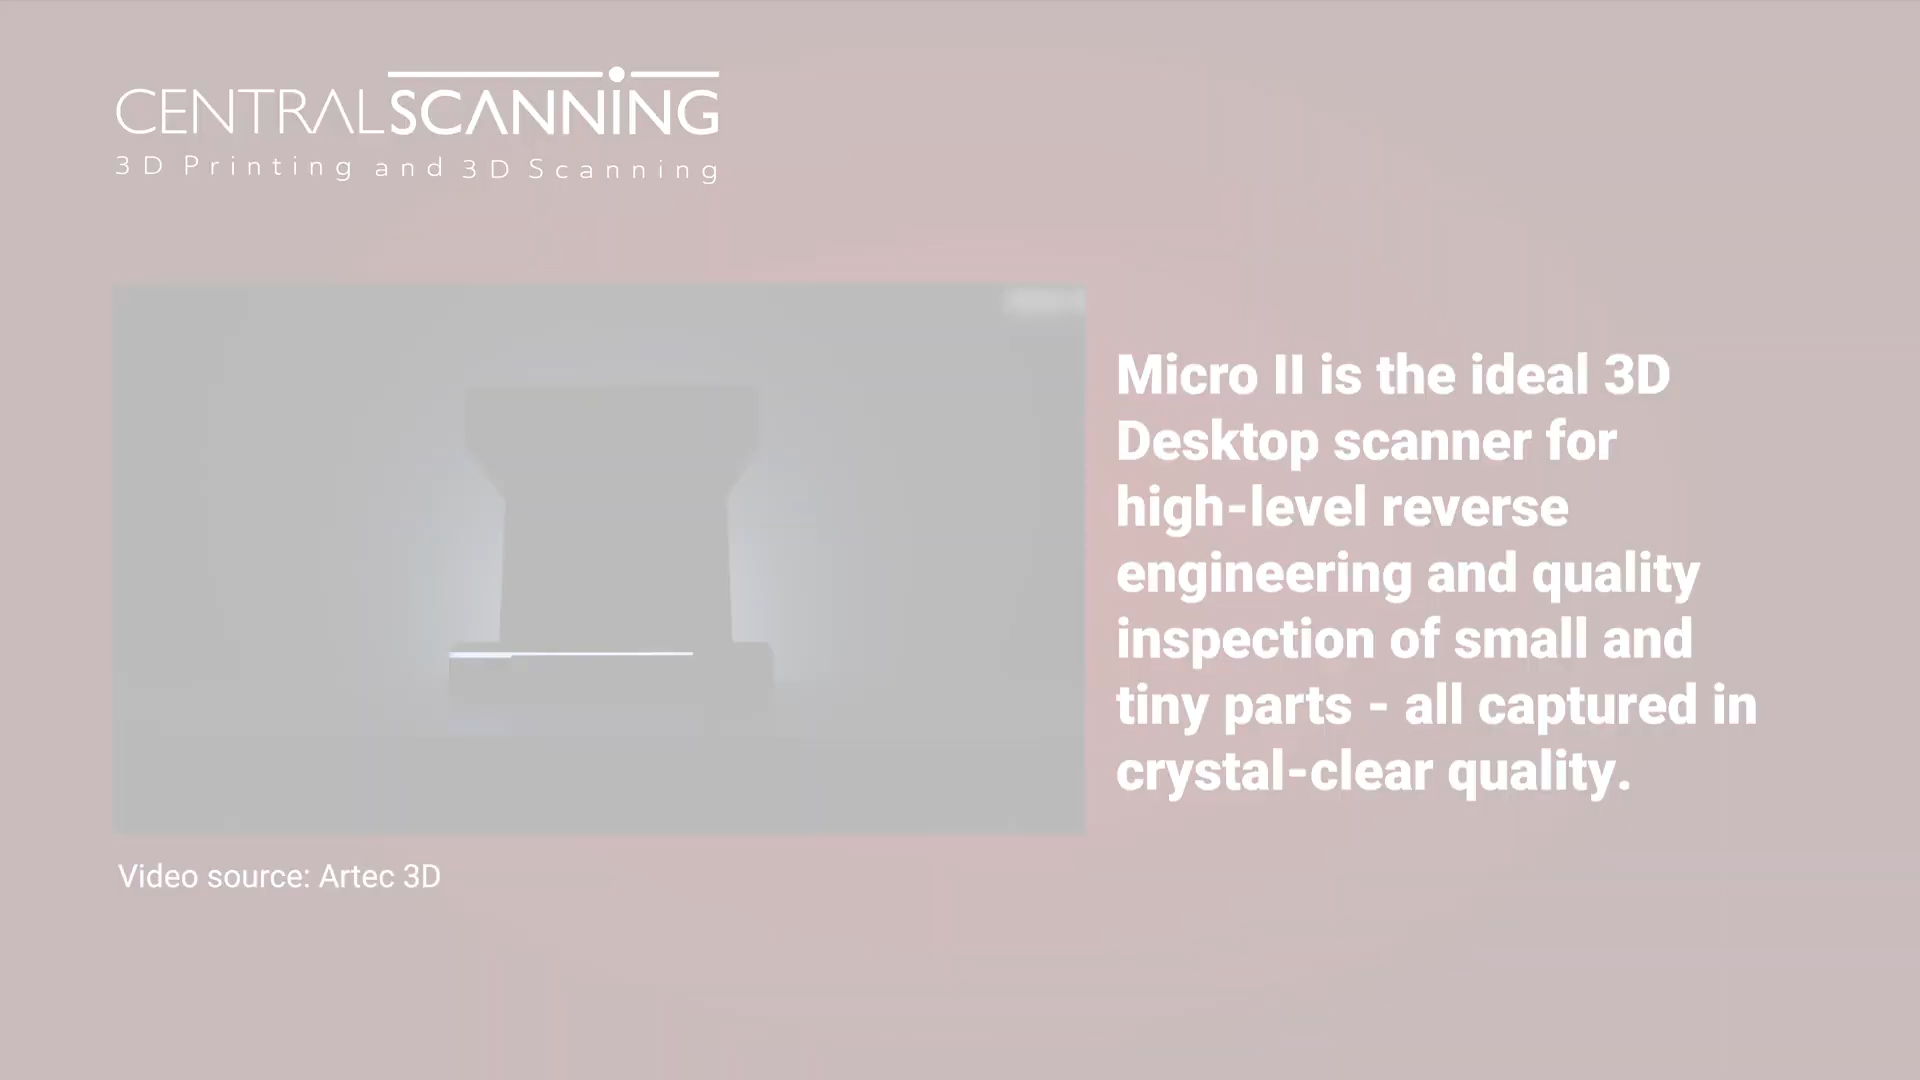 CENTRALSCANNING
3D Printing and 3D Scanning
Micro II is the ideal 3D
Desktop scanner for
high-level reverse
engineering and quality
inspection of small and
tiny parts - all captured in
crystal-clear quality.
Video source: Artec 3D